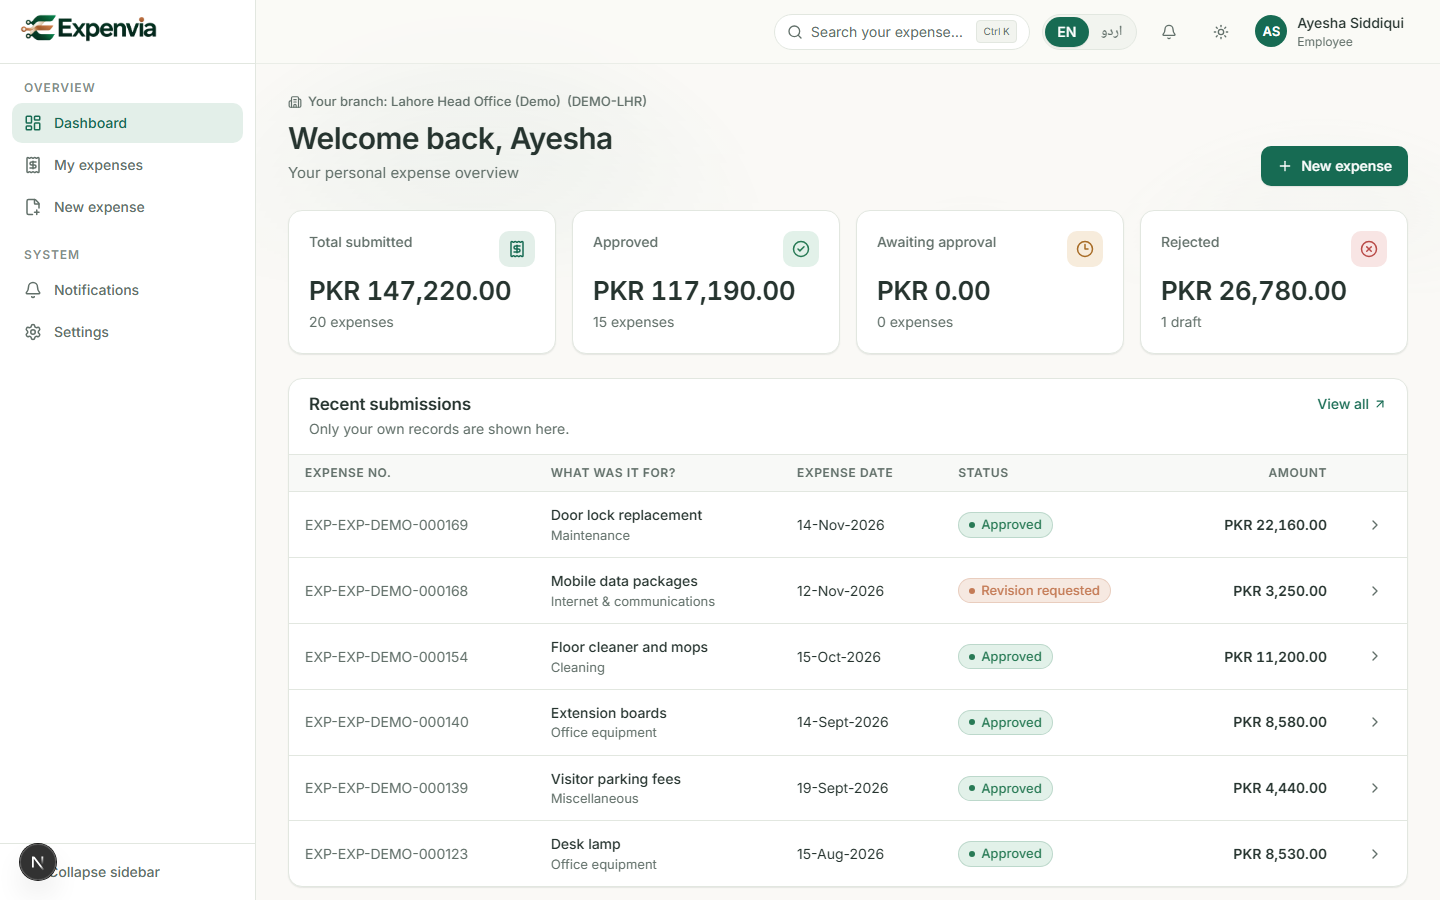 Expenvia
Search your expense... Ctrl K
EN اردو
AS Ayesha Siddiqui
Employee
OVERVIEW
Dashboard
My expenses
New expense
SYSTEM
Notifications
Settings
N
ollapse sidebar
Your branch: Lahore Head Office (Demo) (DEMO-LHR)
Welcome back, Ayesha
Your personal expense overview
+ New expense
Total submitted
PKR 147,220.00
20 expenses
Approved
PKR 117,190.00
15 expenses
Awaiting approval
PKR 0.00
0 expenses
Rejected
PKR 26,780.00
1 draft
Recent submissions
View all
Only your own records are shown here.
EXPENSE NO. WHAT WAS IT FOR? EXPENSE DATE STATUS AMOUNT
EXP-EXP-DEMO-000169 Door lock replacement 14-Nov-2026 Approved PKR 22,160.00
Maintenance
EXP-EXP-DEMO-000168 Mobile data packages 12-Nov-2026 Revision requested PKR 3,250.00
Internet & communications
EXP-EXP-DEMO-000154 Floor cleaner and mops 15-Oct-2026 Approved PKR 11,200.00
Cleaning
EXP-EXP-DEMO-000140 Extension boards 14-Sept-2026 Approved PKR 8,580.00
Office equipment
EXP-EXP-DEMO-000139 Visitor parking fees 19-Sept-2026 Approved PKR 4,440.00
Miscellaneous
EXP-EXP-DEMO-000123 Desk lamp 15-Aug-2026 Approved PKR 8,530.00
Office equipment